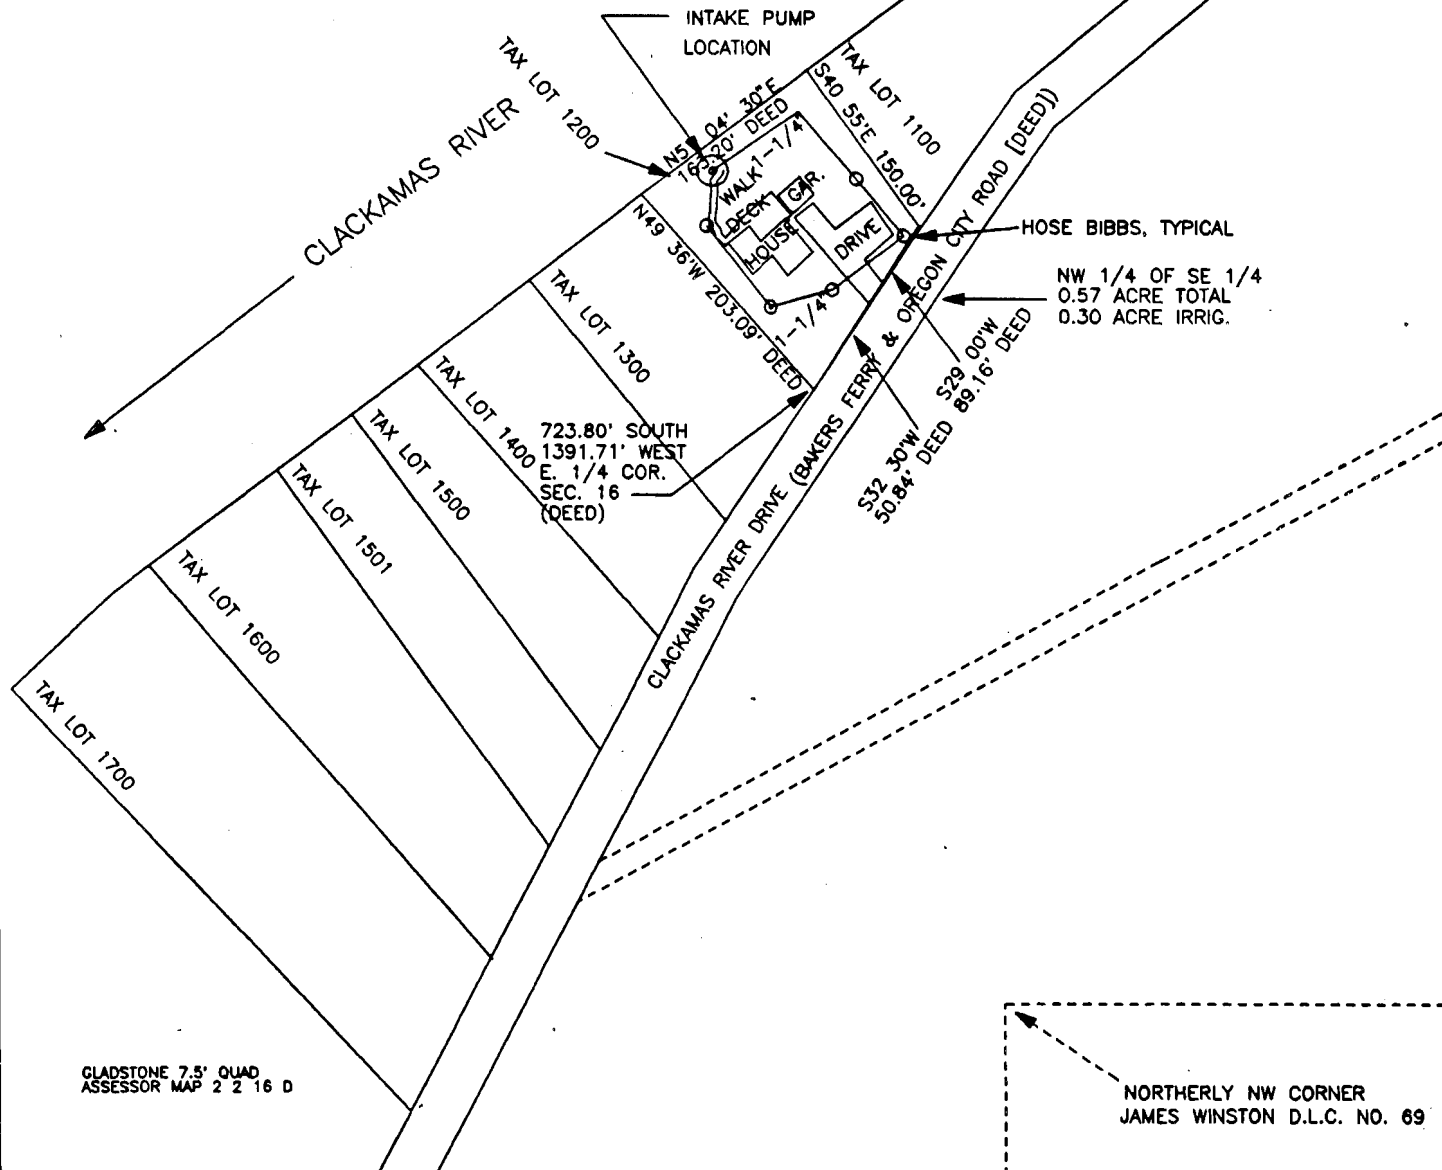 INTAKE PUMP
LOCATION
TAX LOT 1200
CLACKAMAS RIVER
N51 04' 30"E
163.20' DEED
TAX LOT 1100
S40 55'E 150.00'
WALK
1-1/4"
DECK
GAR.
HOUSE
DRIVE
1-1/4"
N49 36'W 203.09' DEED
HOSE BIBBS, TYPICAL
NW 1/4 OF SE 1/4
0.57 ACRE TOTAL
0.30 ACRE IRRIG.
S29 00'W
89.16' DEED
S32 30'W
50.84' DEED
CLACKAMAS RIVER DRIVE (BAKERS FERRY & OREGON CITY ROAD [DEED])
TAX LOT 1300
723.80' SOUTH
1391.71' WEST
E. 1/4 COR.
SEC. 16
(DEED)
TAX LOT 1400
TAX LOT 1500
TAX LOT 1501
TAX LOT 1600
TAX LOT 1700
GLADSTONE 7.5' QUAD
ASSESSOR MAP 2 2 16 D
NORTHERLY NW CORNER
JAMES WINSTON D.L.C. NO. 69